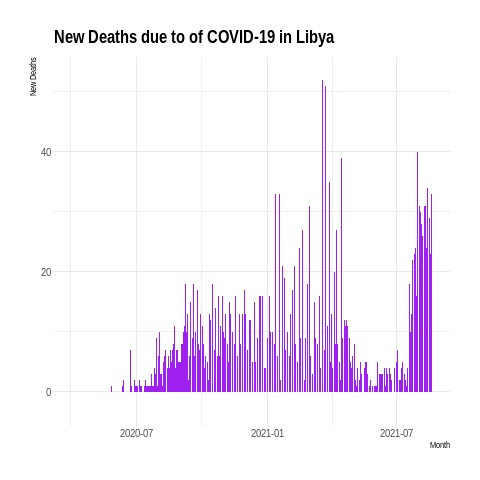 New Deaths due to of COVID-19 in Libya
New Deaths
40
20
0
2020-07
2021-01
2021-07
Month